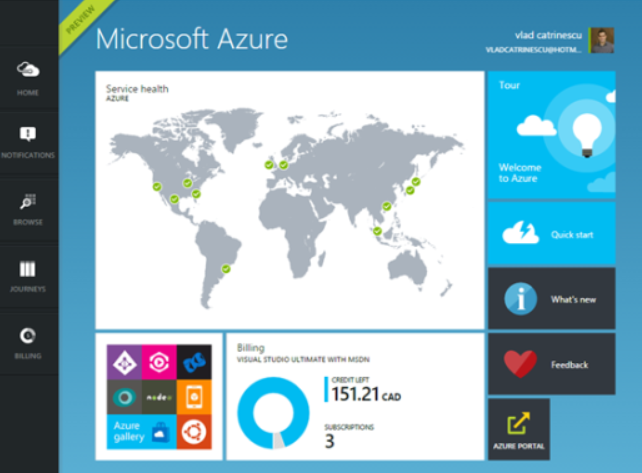 PREVIEW
Microsoft Azure
vlad catrinescu
VLADCATRINESCU@HOTM...
HOME
NOTIFICATIONS
BROWSE
JOURNEYS
BILLING
Service health
AZURE
Tour
Welcome
to Azure
Quick start
What's new
Feedback
AZURE PORTAL
node
Azure
gallery
Billing
VISUAL STUDIO ULTIMATE WITH MSDN
CREDIT LEFT
151.21 CAD
SUBSCRIPTIONS
3